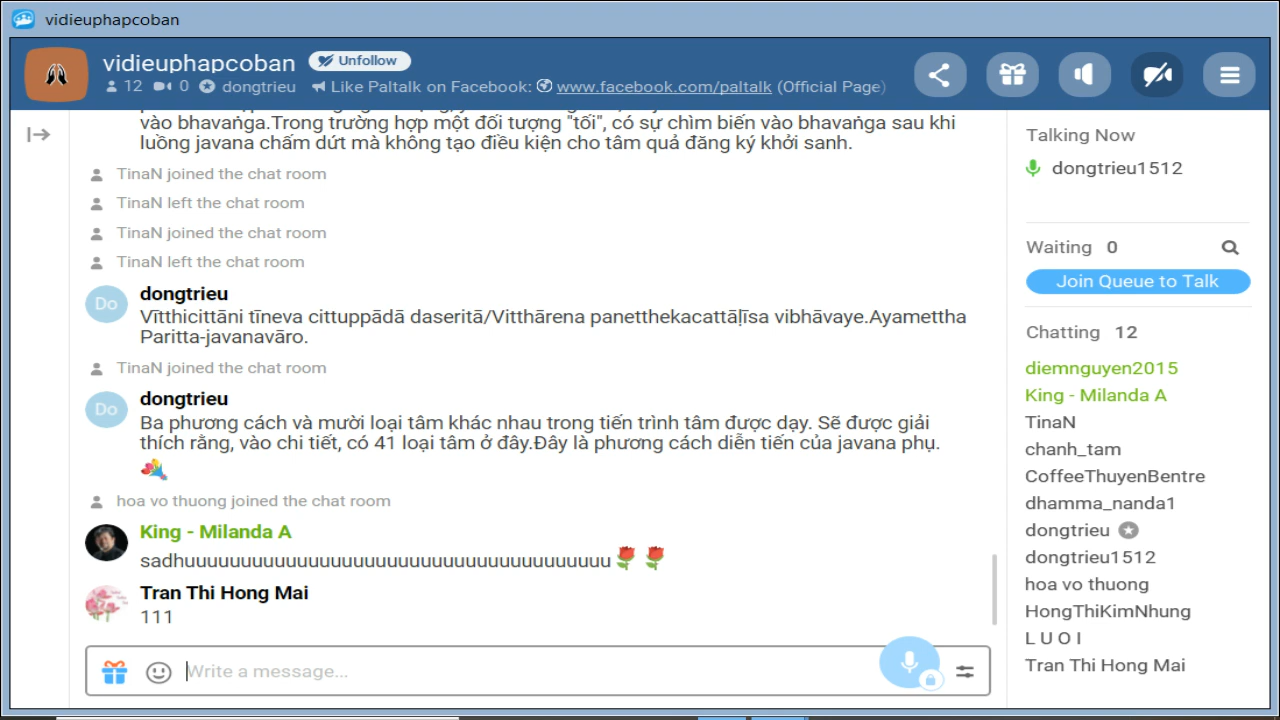 vidieuphapcoban
vidieuphapcoban Unfollow
12 0 dongtrieu Like Paltalk on Facebook: www.facebook.com/paltalk (Official Page)
vào bhavaṅga.Trong trường hợp một đối tượng "tối", có sự chìm biến vào bhavaṅga sau khi
luồng javana chấm dứt mà không tạo điều kiện cho tâm quả đăng ký khởi sanh.
TinaN joined the chat room
TinaN left the chat room
TinaN joined the chat room
TinaN left the chat room
Do
dongtrieu
Vītthicittāni tīneva cittuppādā daseritā/Vitthārena panetthekacattāḷīsa vibhāvaye.Ayamettha
Paritta-javanavāro.
TinaN joined the chat room
Do
dongtrieu
Ba phương cách và mười loại tâm khác nhau trong tiến trình tâm được dạy. Sẽ được giải
thích rằng, vào chi tiết, có 41 loại tâm ở đây.Đây là phương cách diễn tiến của javana phụ.
hoa vo thuong joined the chat room
King - Milanda A
sadhuuuuuuuuuuuuuuuuuuuuuuuuuuuuuuuuuuuuuu
Tran Thi Hong Mai
111
Write a message...
Talking Now
dongtrieu1512
Waiting 0
Join Queue to Talk
Chatting 12
diemnguyen2015
King - Milanda A
TinaN
chanh_tam
CoffeeThuyenBentre
dhamma_nanda1
dongtrieu
dongtrieu1512
hoa vo thuong
HongThiKimNhung
L U O I
Tran Thi Hong Mai